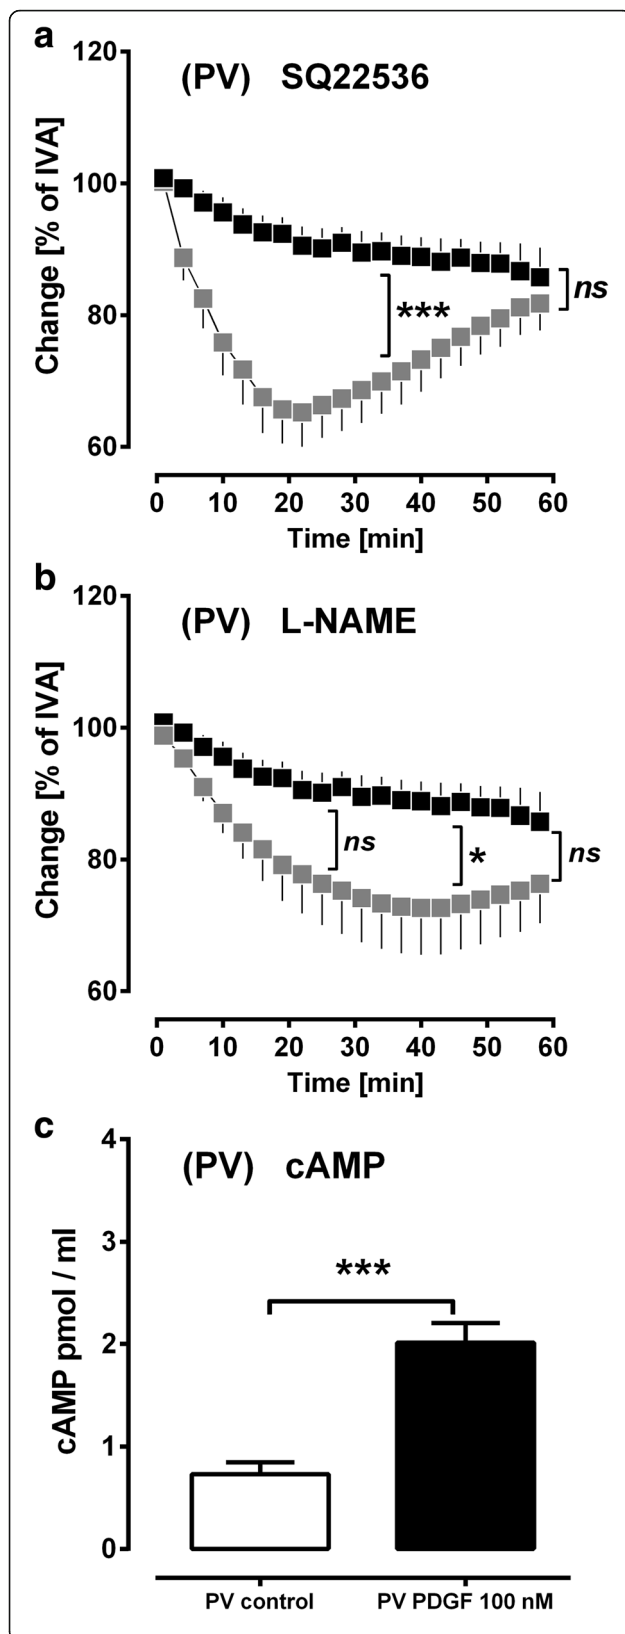 a
(PV) SQ22536
Change [% of IVA]
120
100
80
60
***
ns
0 10 20 30 40 50 60
Time [min]
b
(PV) L-NAME
Change [% of IVA]
120
100
80
60
ns
*
ns
0 10 20 30 40 50 60
Time [min]
c
(PV) cAMP
cAMP pmol / ml
4
3
2
1
0
***
PV control PV PDGF 100 nM